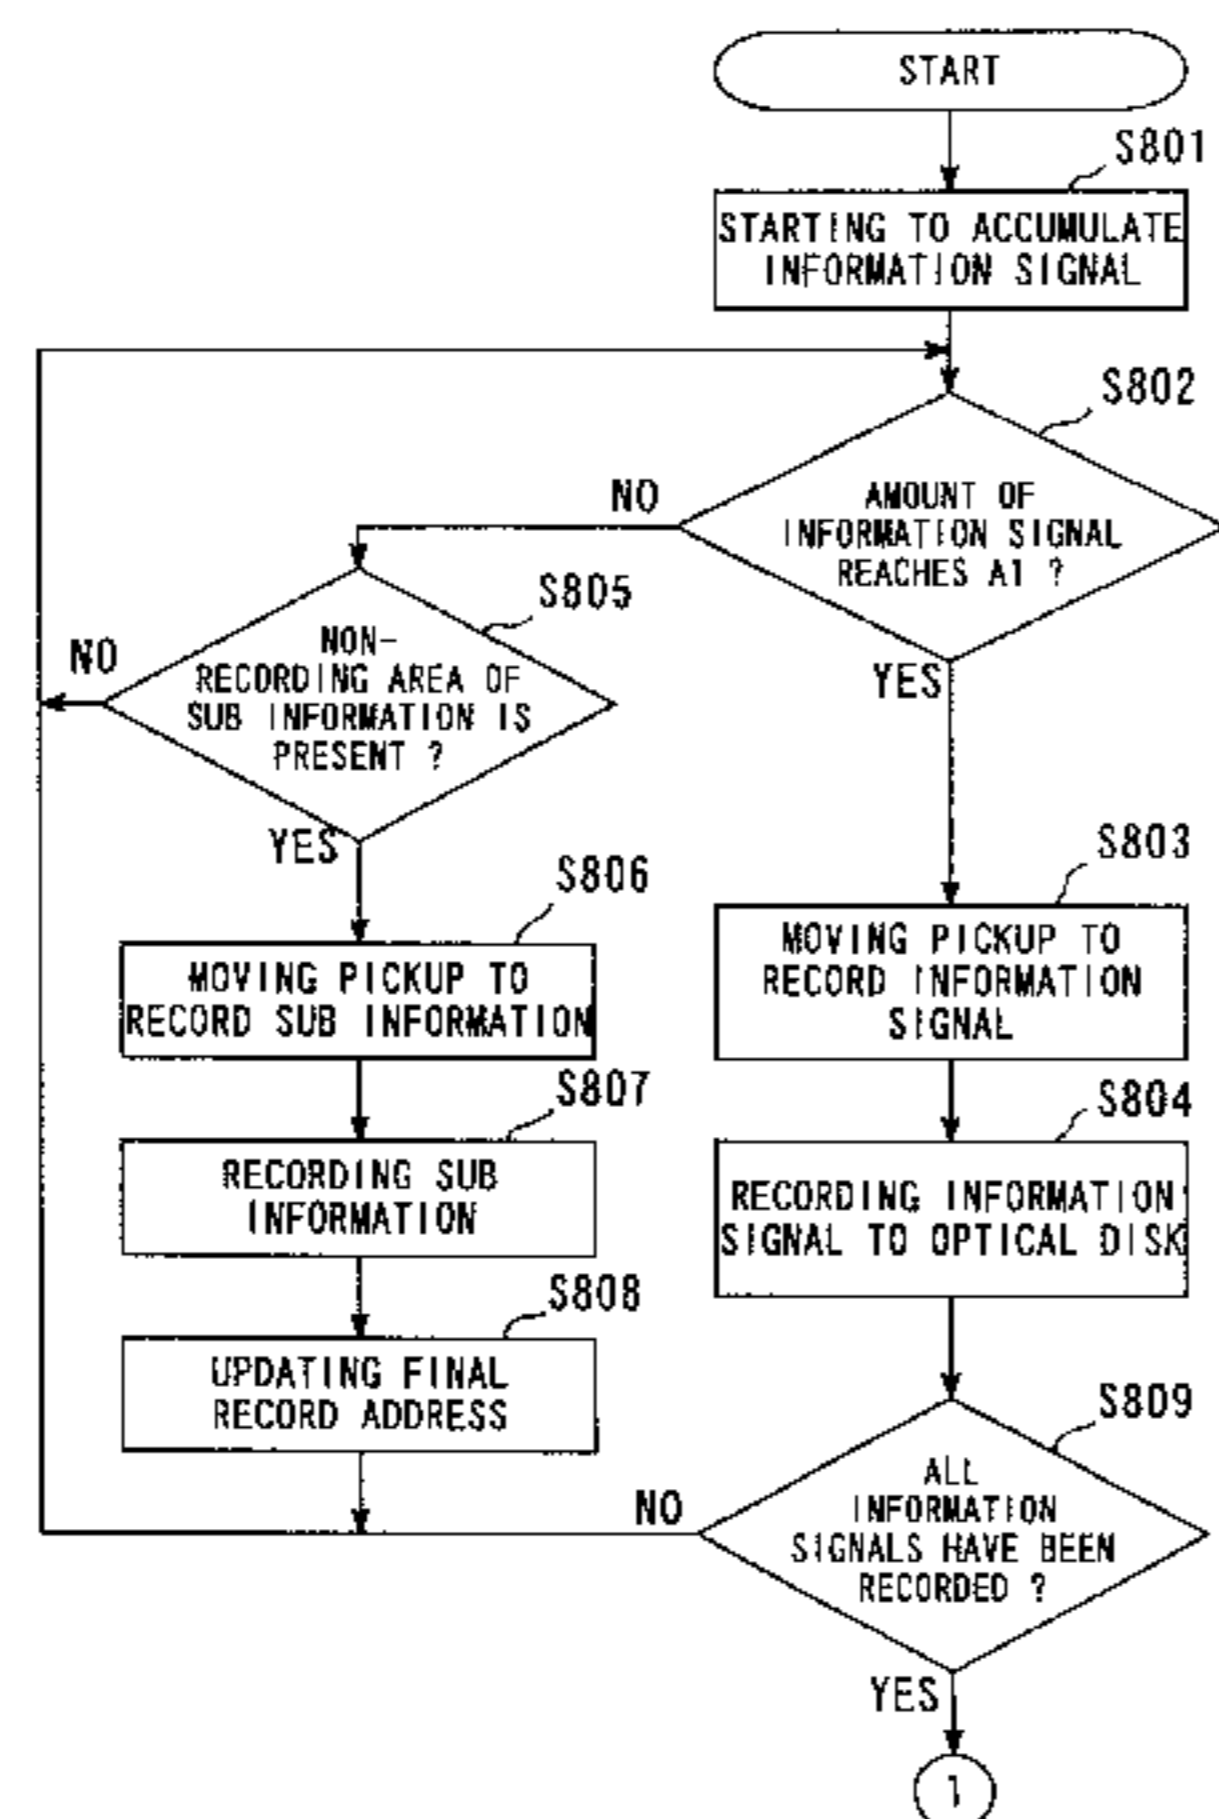 START
S801
STARTING TO ACCUMULATE
INFORMATION SIGNAL
S802
AMOUNT OF
INFORMATION SIGNAL
REACHES A1 ?
NO
YES
S805
NON-
RECORDING AREA OF
SUB INFORMATION IS
PRESENT ?
NO
YES
S803
MOVING PICKUP TO
RECORD INFORMATION
SIGNAL
S806
MOVING PICKUP TO
RECORD SUB INFORMATION
S804
RECORDING INFORMATION
SIGNAL TO OPTICAL DISK
S807
RECORDING SUB
INFORMATION
S808
UPDATING FINAL
RECORD ADDRESS
S809
ALL
INFORMATION
SIGNALS HAVE BEEN
RECORDED ?
NO
YES
1